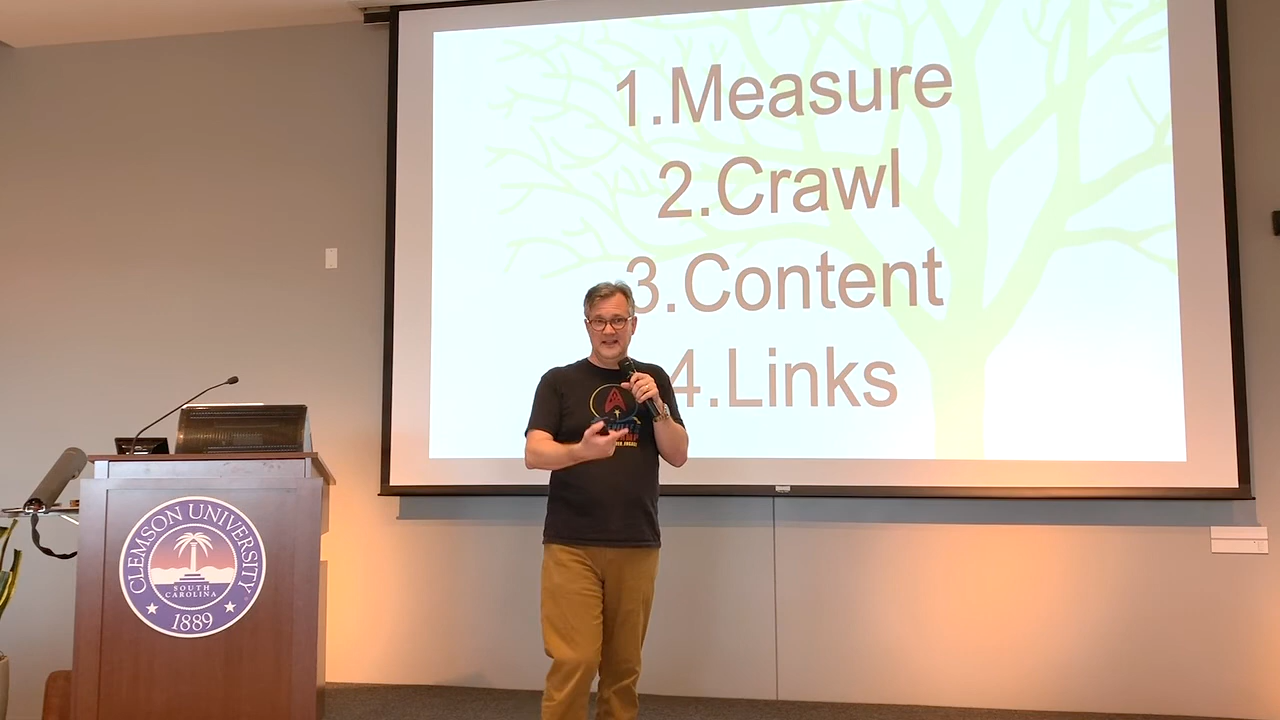 1.Measure
2.Crawl
3.Content
4.Links
CLEMSON UNIVERSITY
SOUTH
CAROLINA
1889